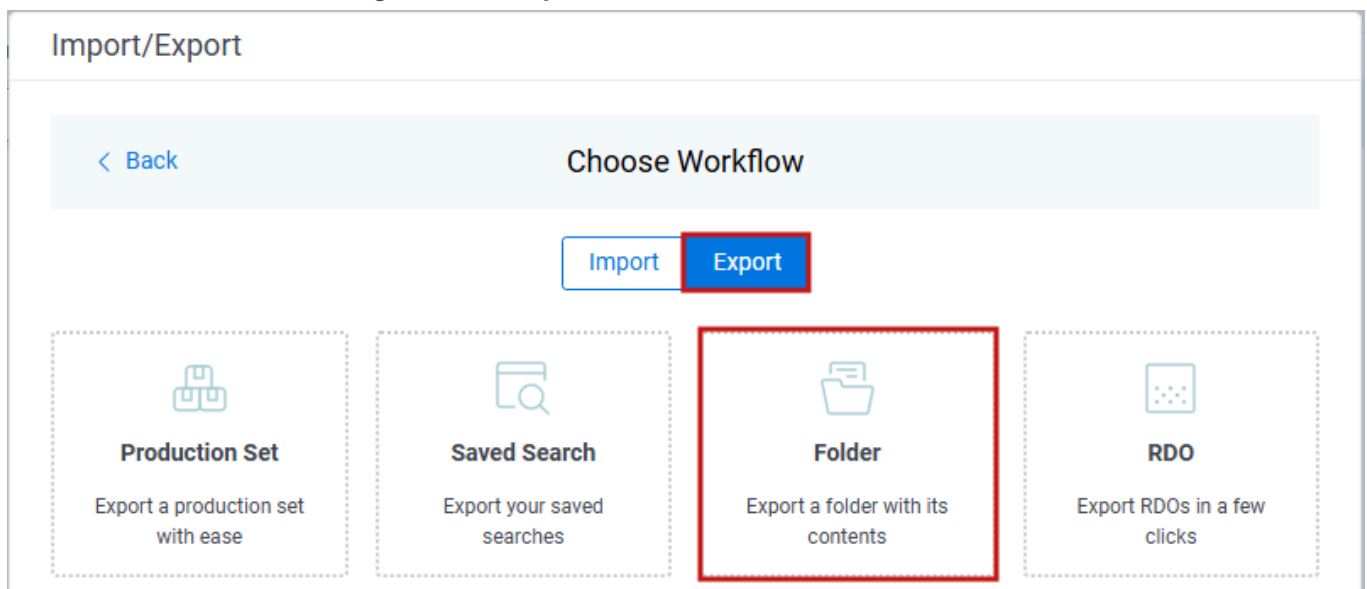 Import/Export
Back
Choose Workflow
Import
Export
Production Set
Export a production set
with ease
Saved Search
Export your saved
searches
Folder
Export a folder with its
contents
RDO
Export RDOs in a few
clicks